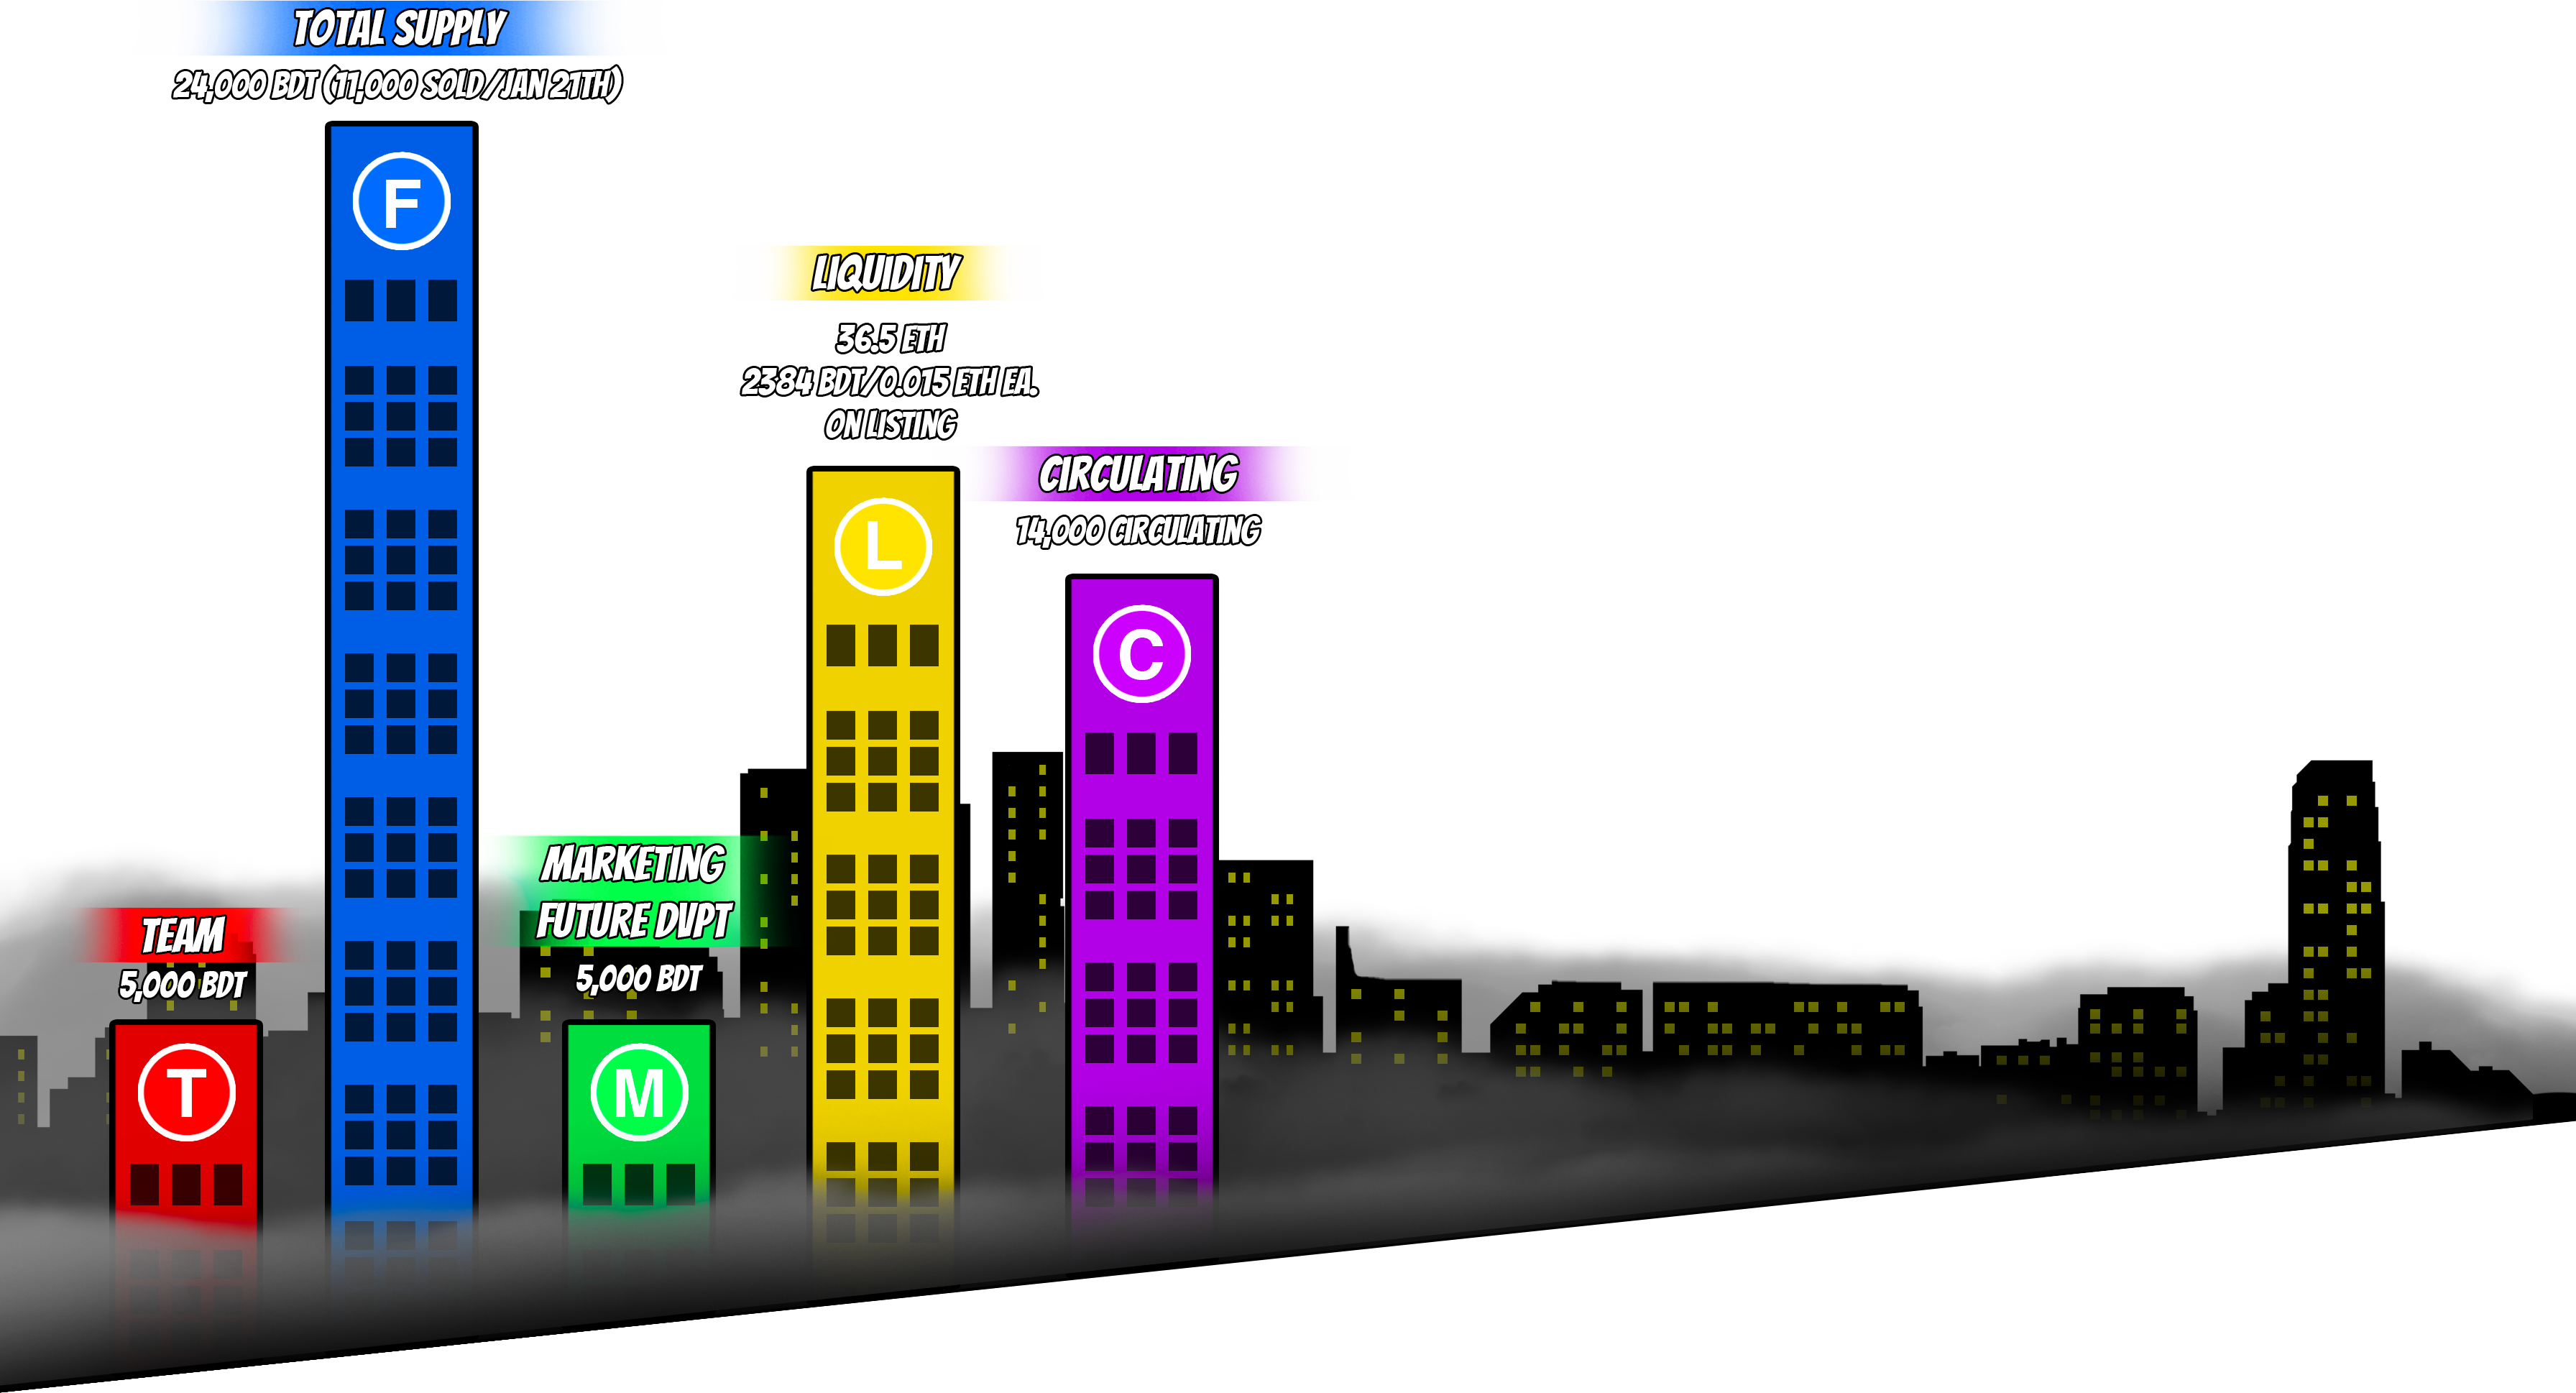 TOTAL SUPPLY
24,000 BDT (11,000 SOLD/JAN 21TH)
F
LIQUIDITY
36.5 ETH
2384 BDT/0.015 ETH EA.
ON LISTING
L
CIRCULATING
14,000 CIRCULATING
C
MARKETING
FUTURE DVPT
5,000 BDT
M
TEAM
5,000 BDT
T